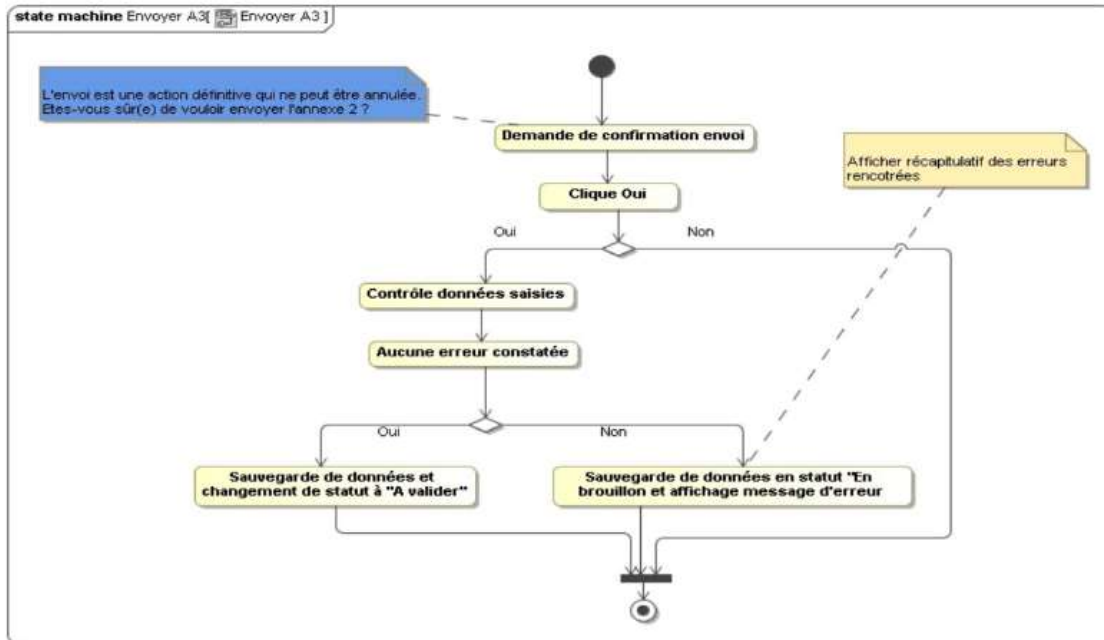 state machine Envoyer A3[ Envoyer A3 ]
L'envoi est une action définitive qui ne peut être annulée.
Etes-vous sûr(e) de vouloir envoyer l'annexe 2 ?
Demande de confirmation envoi
Afficher récapitulatif des erreurs
rencotrées
Clique Oui
Oui
Non
Contrôle données saisies
Aucune erreur constatée
Oui
Non
Sauvegarde de données et
changement de statut à "A valider"
Sauvegarde de données en statut "En
brouillon et affichage message d'erreur